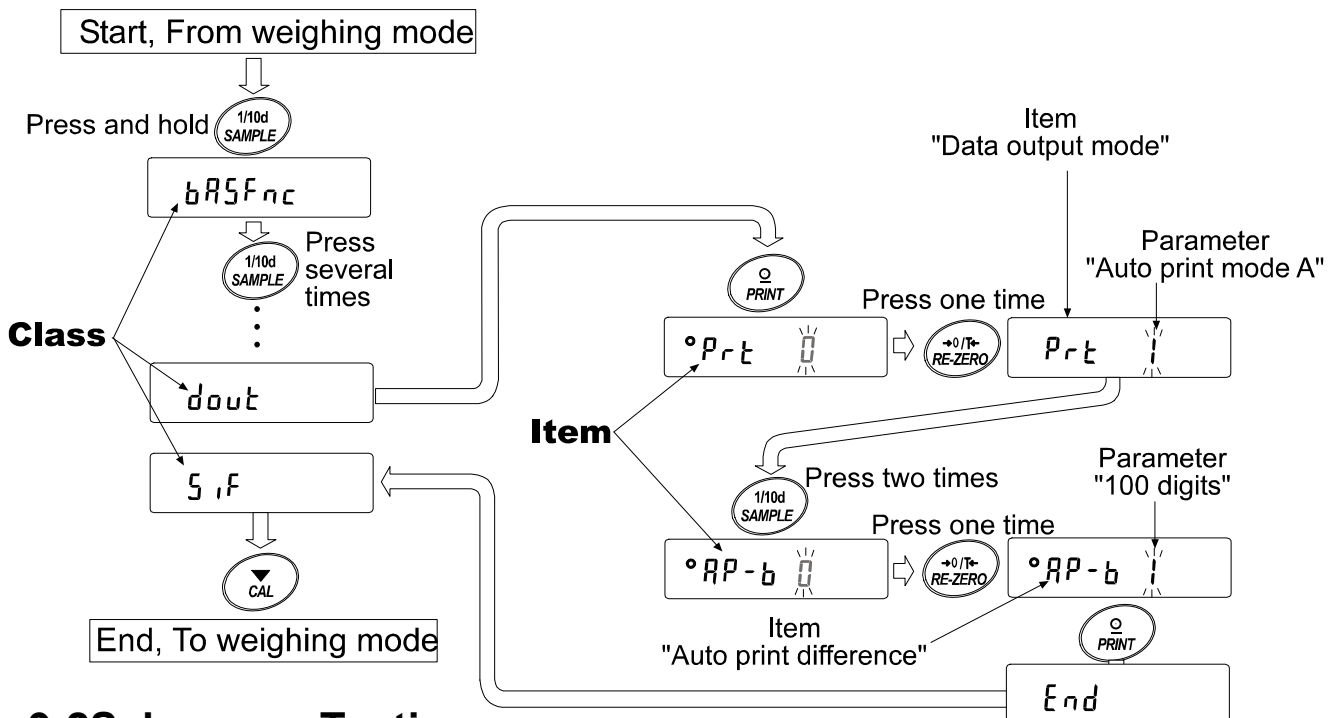 Start, From weighing mode
Press and hold
1/10d
SAMPLE
bASFnc
1/10d
SAMPLE
Press
several
times
Class
dout
S iF
CAL
End, To weighing mode
PRINT
Item
"Data output mode"
Parameter
"Auto print mode A"
Press one time
Prt 0
→0/T←
RE-ZERO
Prt 1
Item
1/10d
SAMPLE
Press two times
Parameter
"100 digits"
Press one time
AP-b 0
→0/T←
RE-ZERO
AP-b 1
Item
"Auto print difference"
PRINT
End